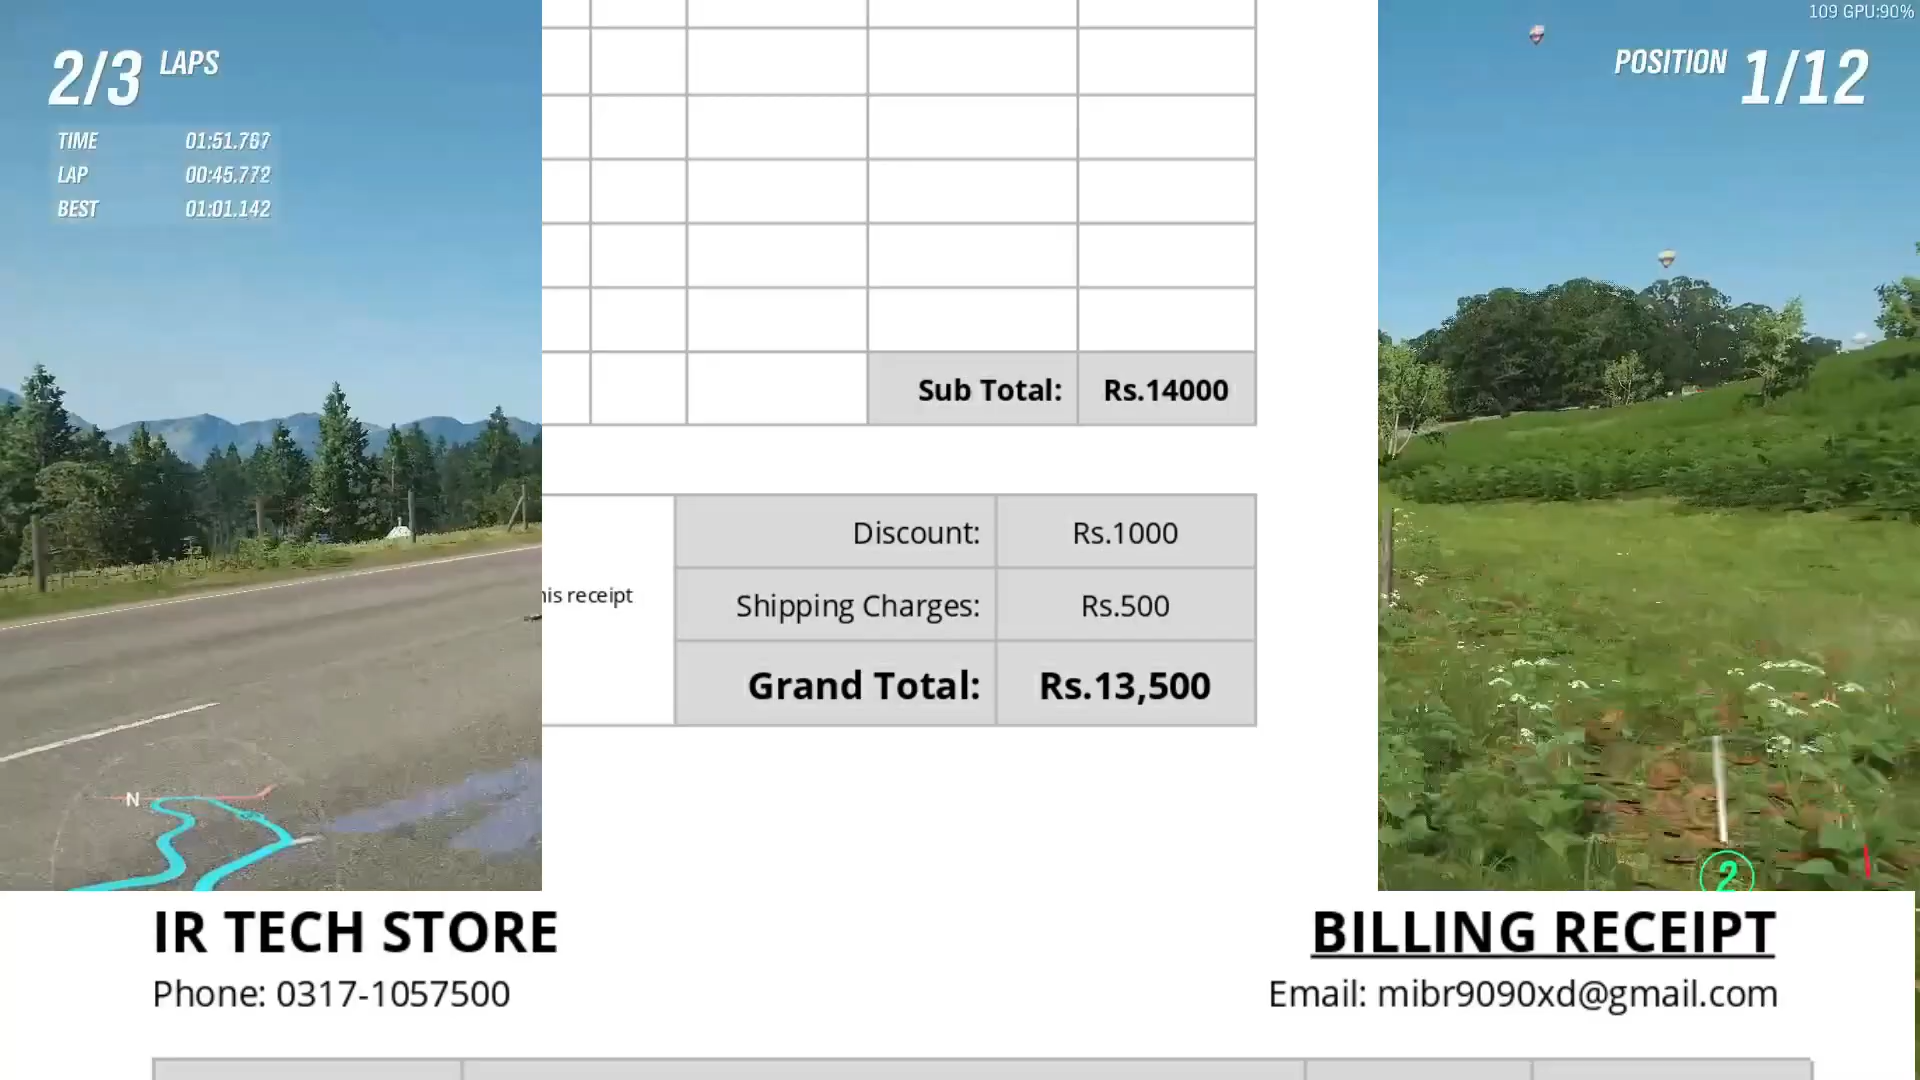 109 GPU:90%
2/3 LAPS
POSITION 1/12
TIME 01:51.767
LAP 00:45.772
BEST 01:01.142
Sub Total: Rs.14000
Discount: Rs.1000
his receipt
Shipping Charges: Rs.500
Grand Total: Rs.13,500
N
2
IR TECH STORE
BILLING RECEIPT
Phone: 0317-1057500
Email: mibr9090xd@gmail.com